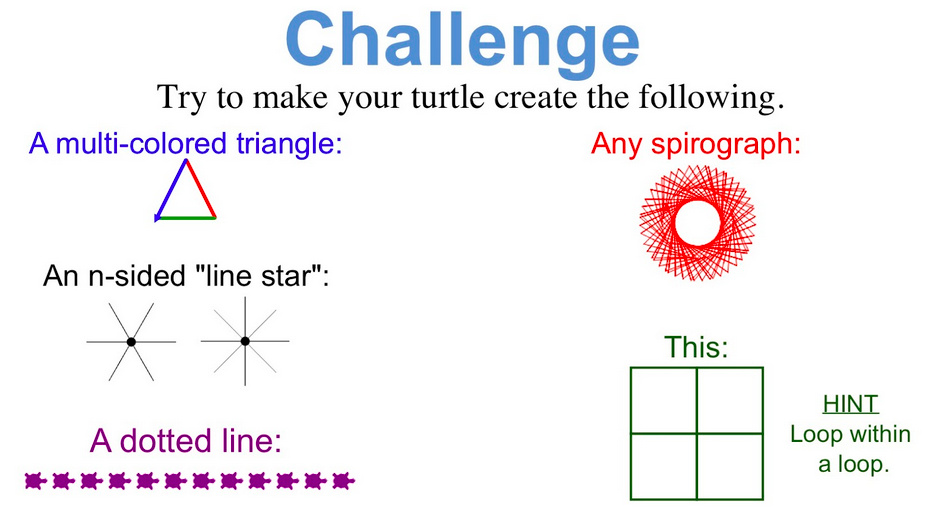 Challenge
Try to make your turtle create the following.
A multi-colored triangle:
Any spirograph:
An n-sided "line star":
This:
HINT
Loop within
a loop.
A dotted line: